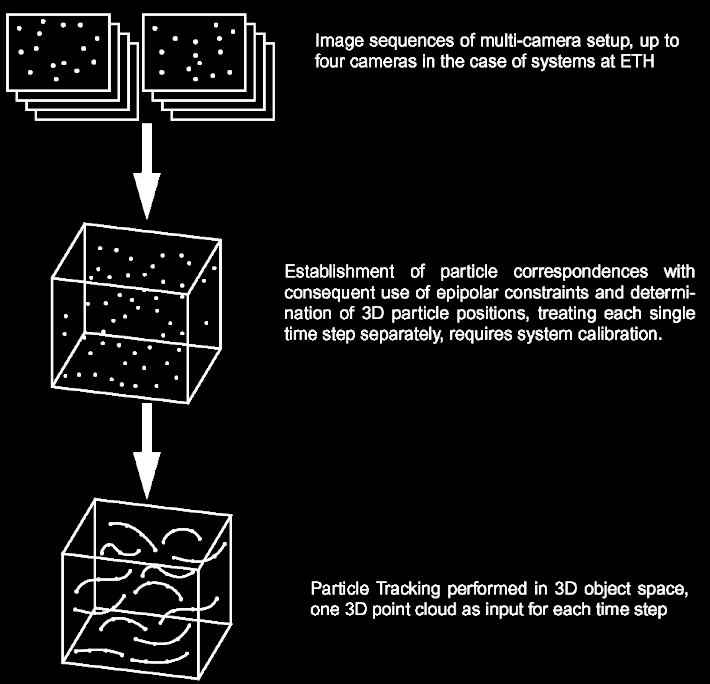 Image sequences of multi-camera setup, up to
four cameras in the case of systems at ETH
Establishment of particle correspondences with
consequent use of epipolar constraints and determi-
nation of 3D particle positions, treating each single
time step separately, requires system calibration.
Particle Tracking performed in 3D object space,
one 3D point cloud as input for each time step